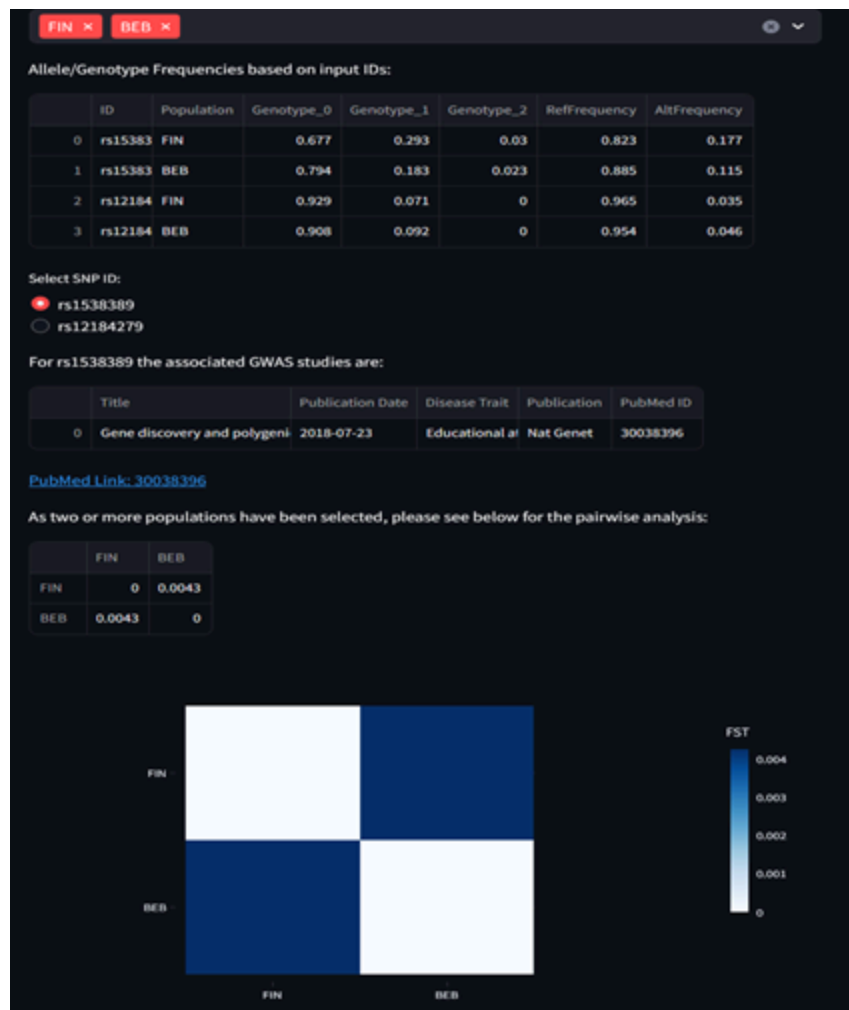 FIN × BEB ×
Allele/Genotype Frequencies based on input IDs:
ID Population Genotype_0 Genotype_1 Genotype_2 RefFrequency AltFrequency
0 rs15383 FIN 0.677 0.293 0.03 0.823 0.177
1 rs15383 BEB 0.794 0.183 0.023 0.885 0.115
2 rs12184 FIN 0.929 0.071 0 0.965 0.035
3 rs12184 BEB 0.908 0.092 0 0.954 0.046
Select SNP ID:
rs1538389
rs12184279
For rs1538389 the associated GWAS studies are:
Title Publication Date Disease Trait Publication PubMed ID
0 Gene discovery and polygeni 2018-07-23 Educational at Nat Genet 30038396
PubMed Link: 30038396
As two or more populations have been selected, please see below for the pairwise analysis:
FIN BEB
FIN 0 0.0043
BEB 0.0043 0
FST
0.004
FIN
0.003
0.002
0.001
BEB
0
FIN BEB